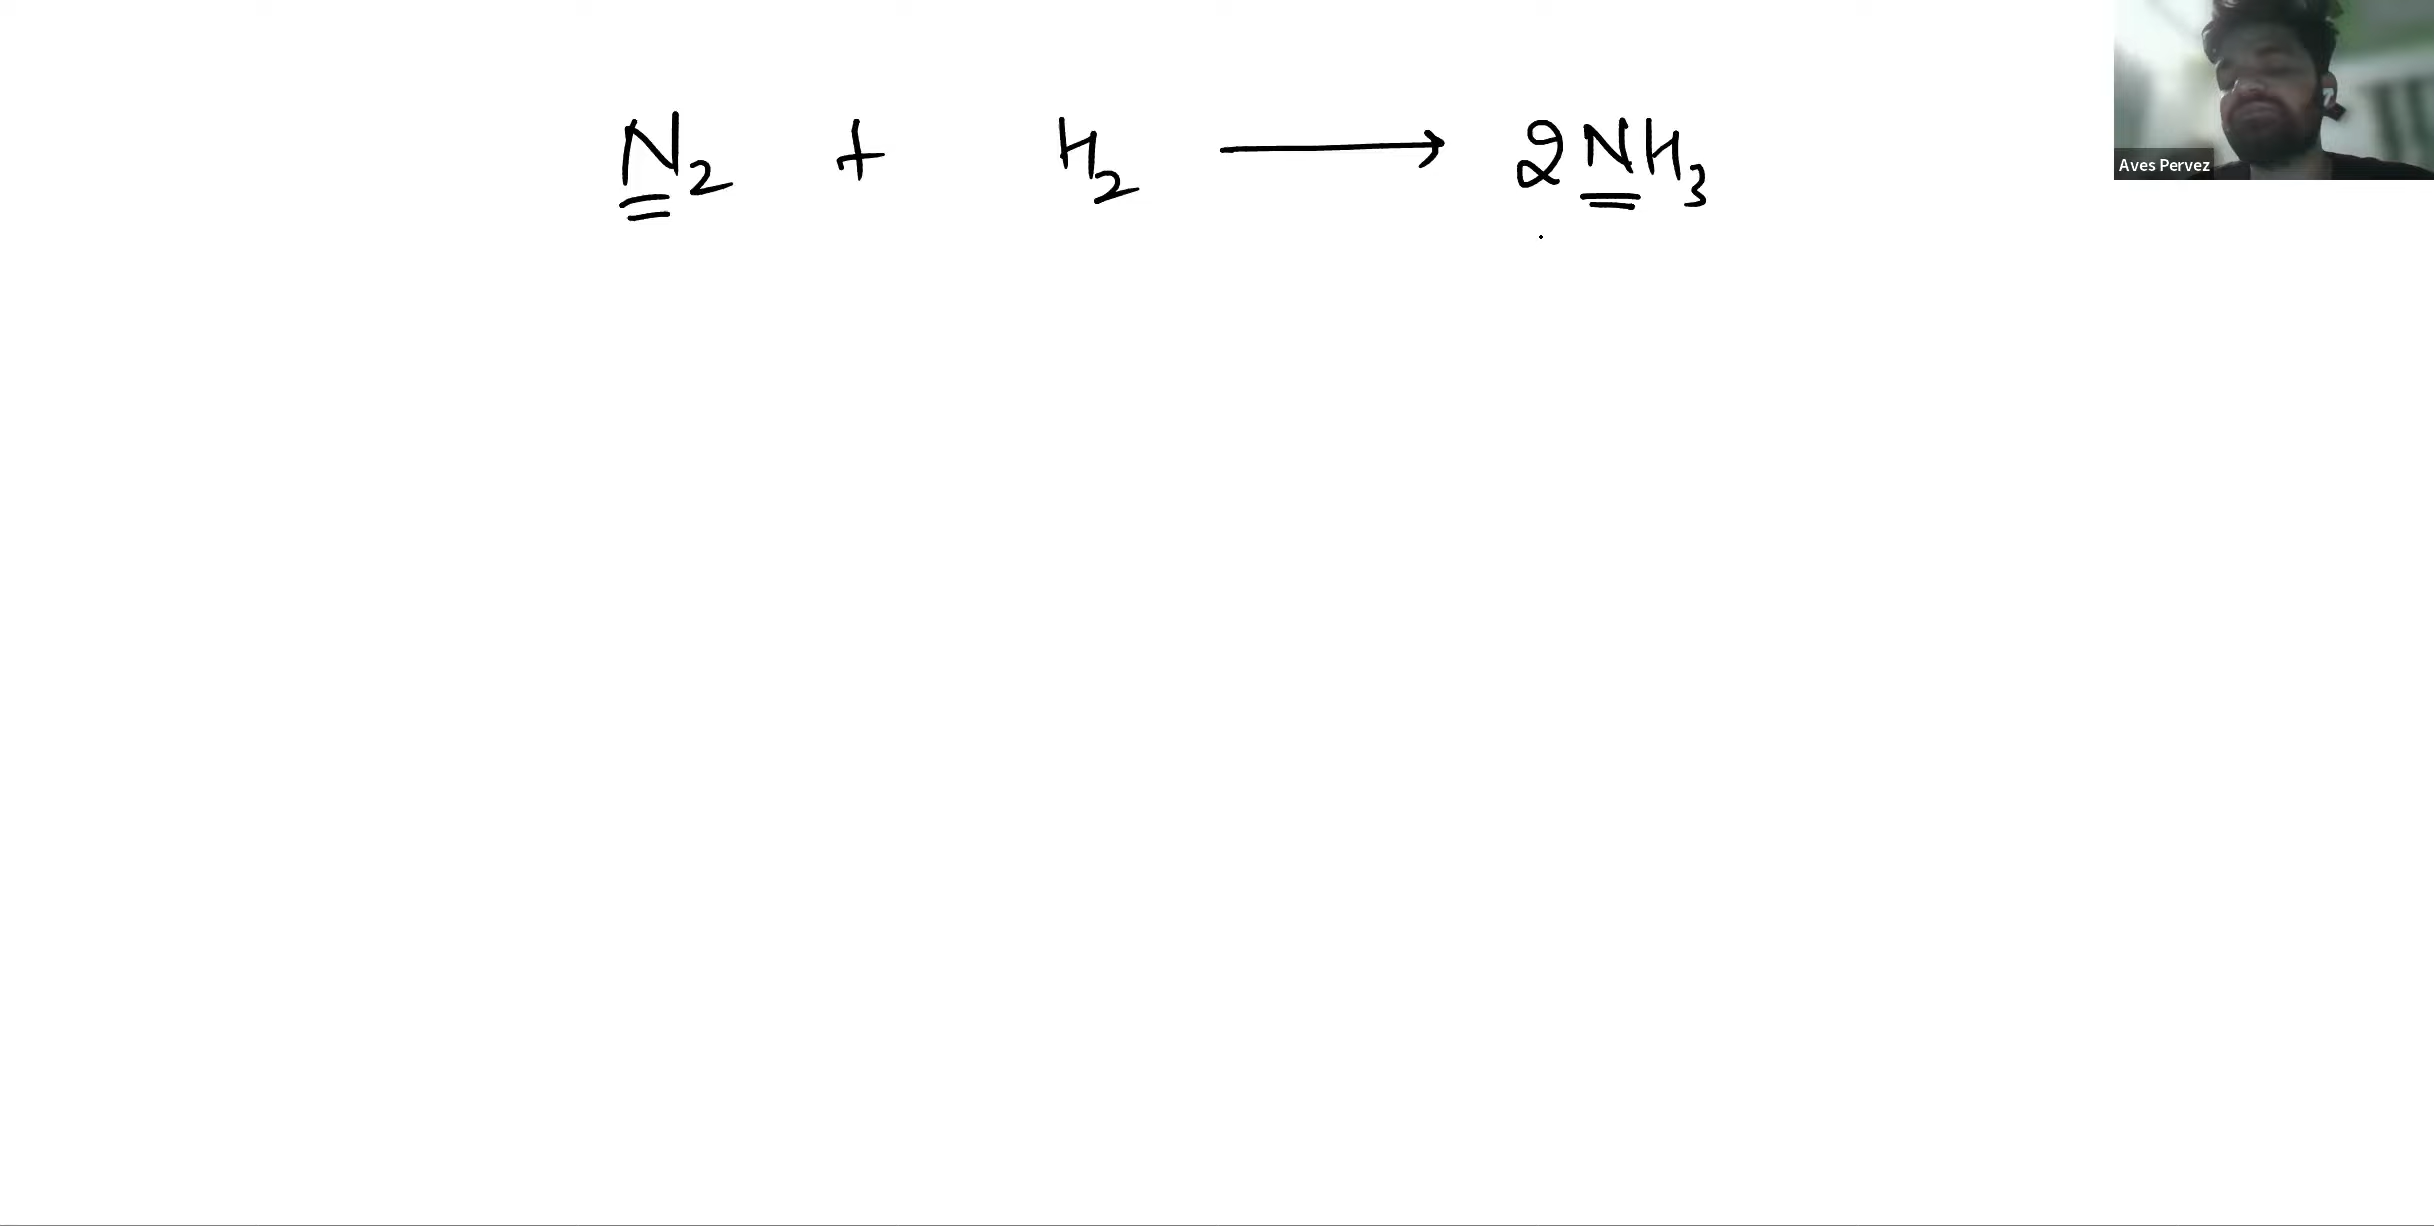 N₂ + H₂ ⟶ 2NH₃
Aves Pervez